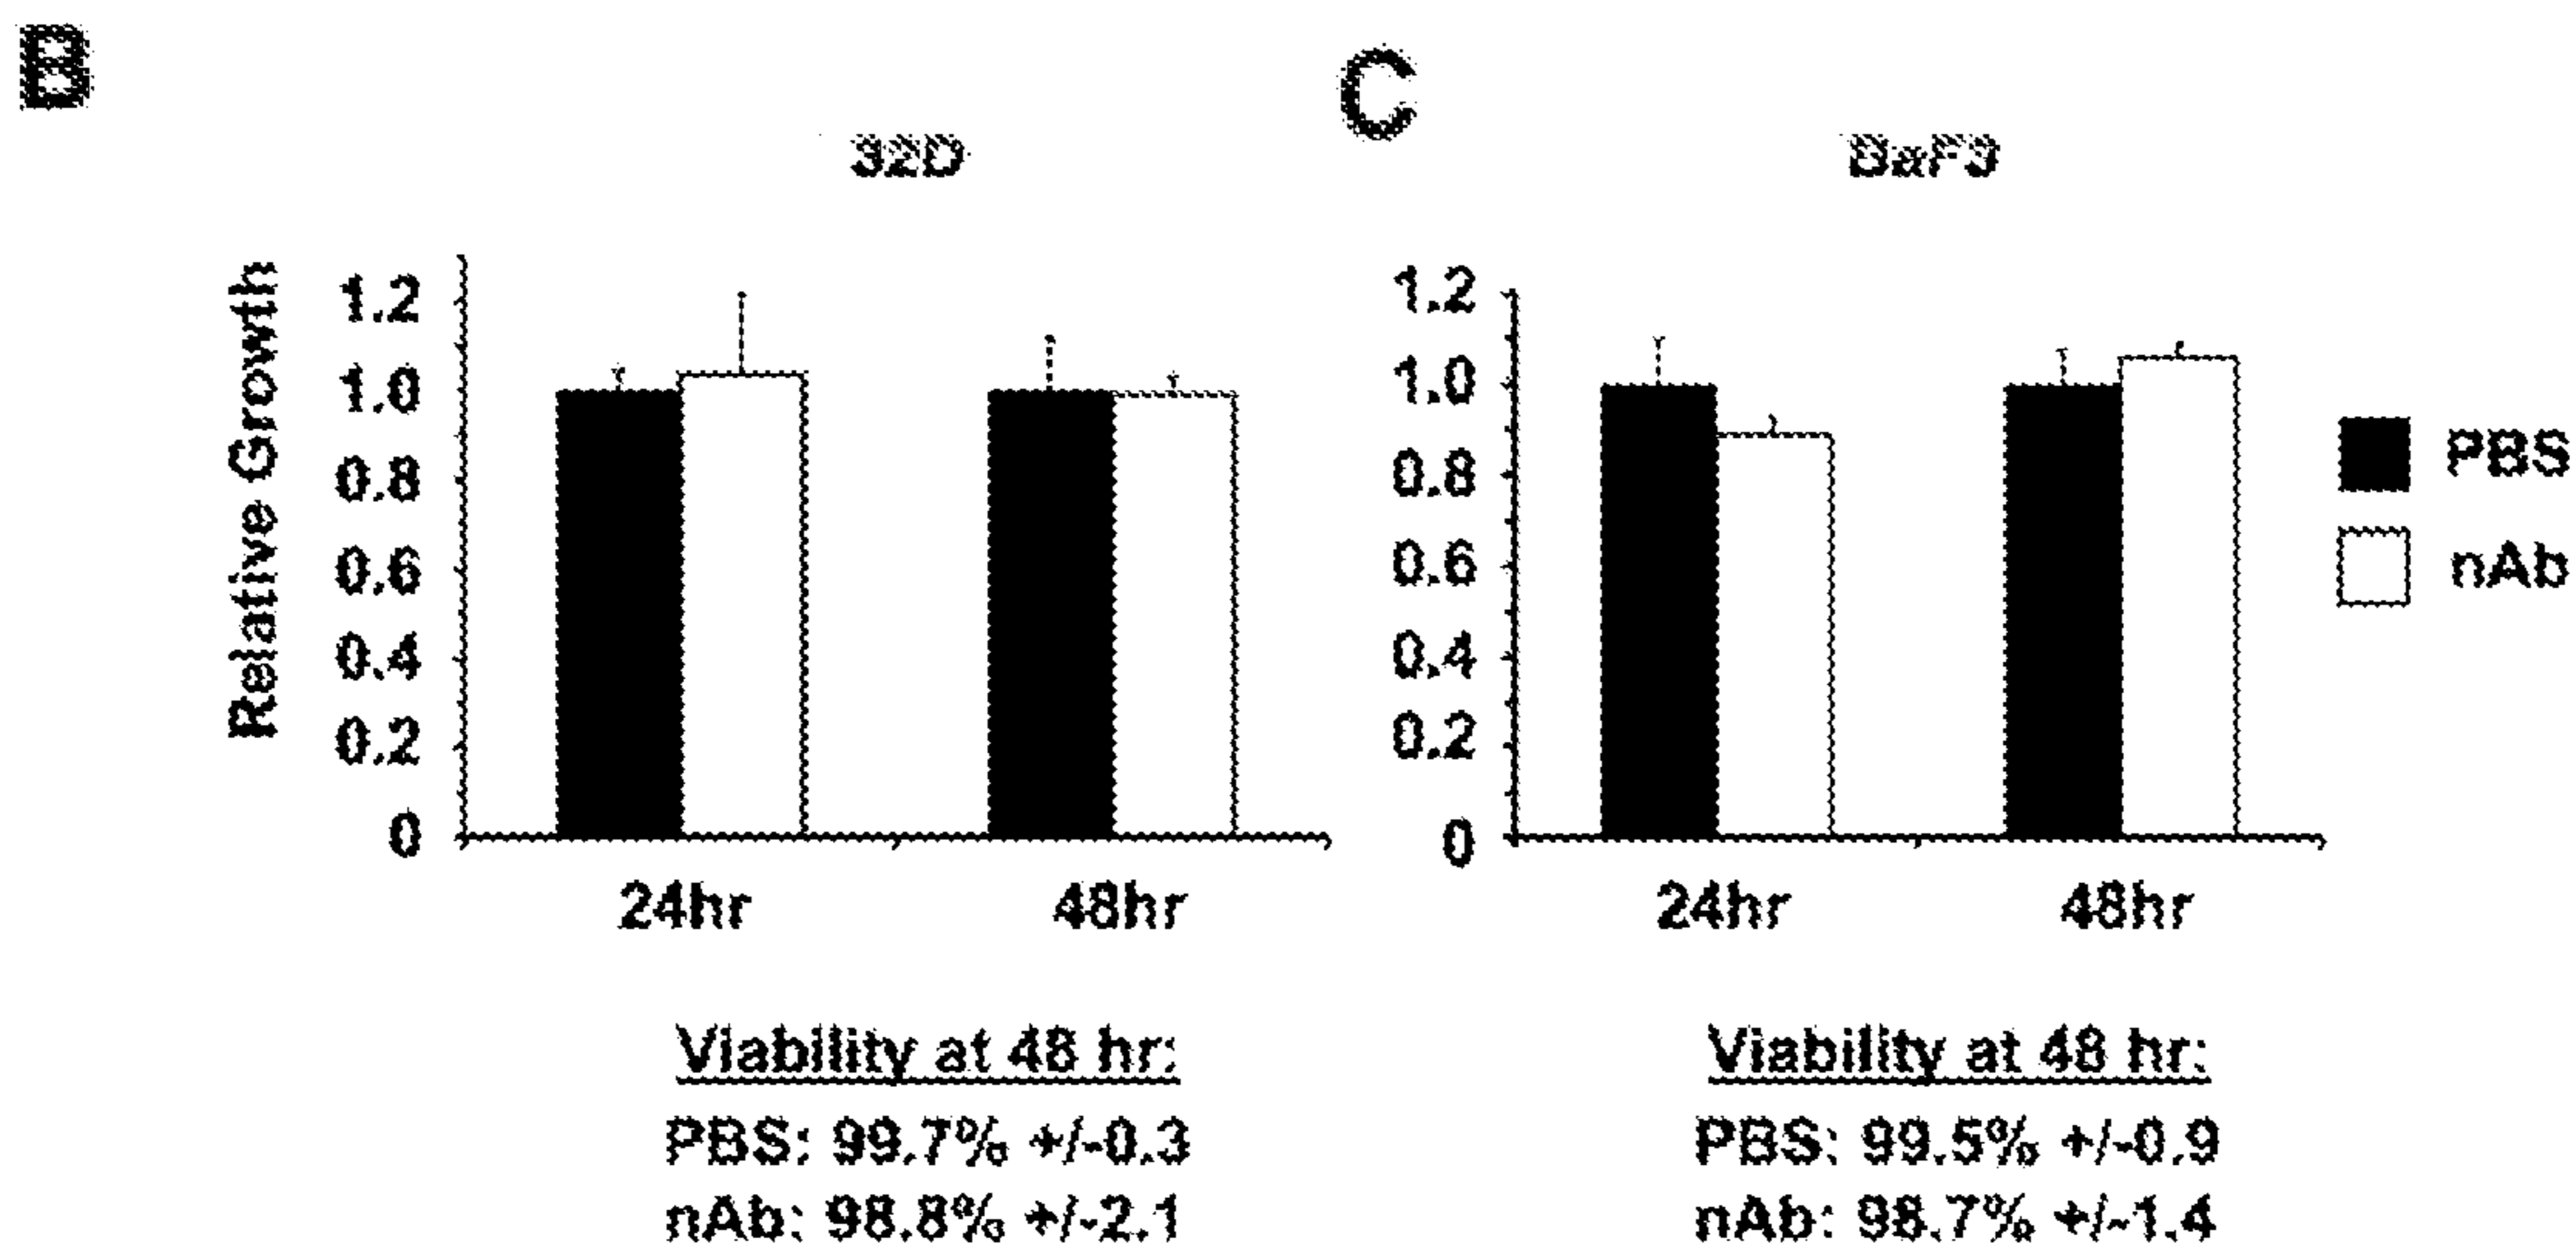 B
C
32D
BaF3
Relative Growth
1.2
1.0
0.8
0.6
0.4
0.2
0
24hr
48hr
1.2
1.0
0.8
0.6
0.4
0.2
0
24hr
48hr
PBS
nAb
Viability at 48 hr:
PBS: 99.7% +/-0.3
nAb: 98.8% +/-2.1
Viability at 48 hr:
PBS: 99.5% +/-0.9
nAb: 98.7% +/-1.4